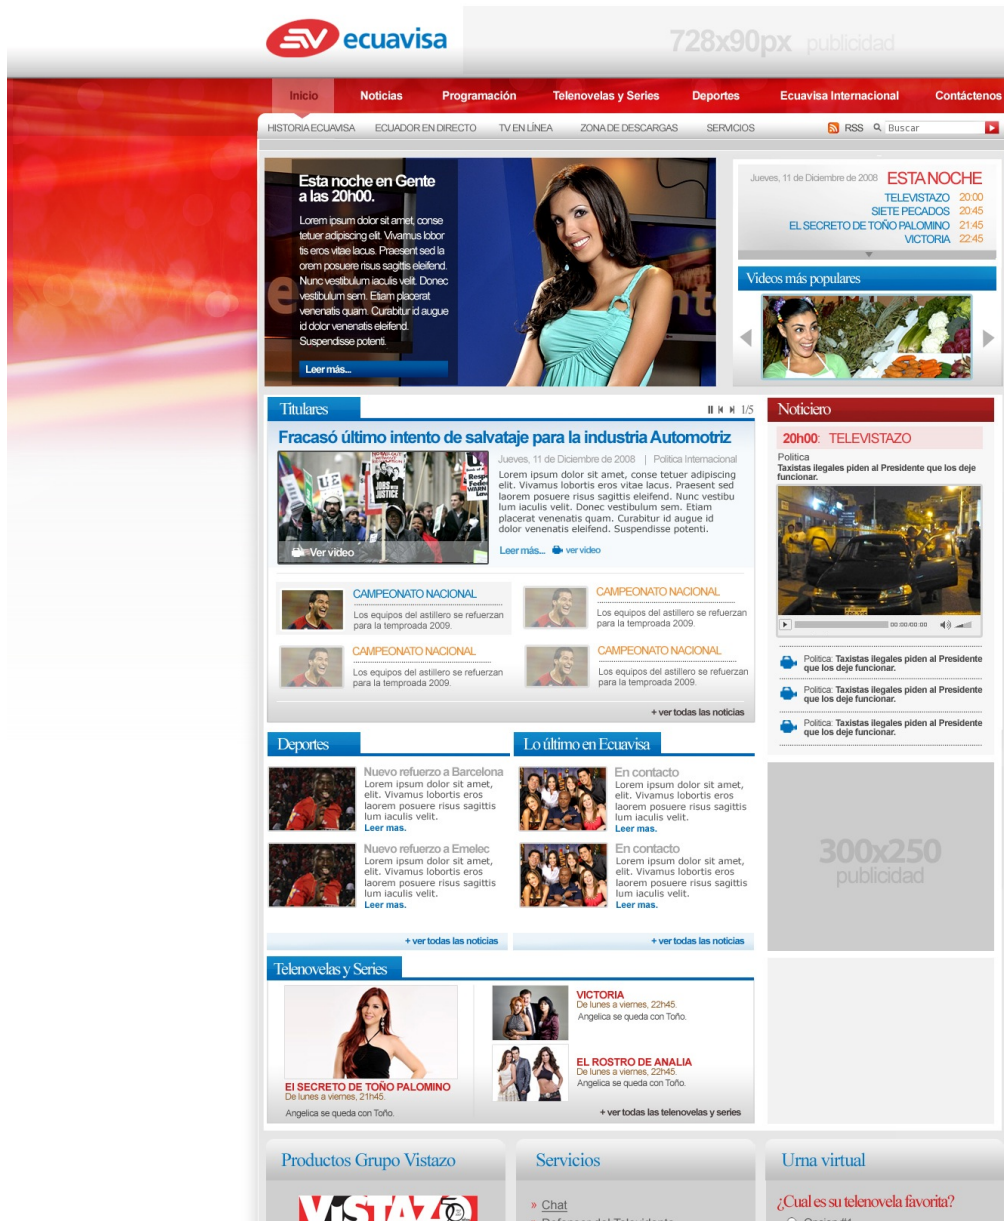 ecuavisa
728x90px publicidad
Inicio Noticias Programación Telenovelas y Series Deportes Ecuavisa Internacional Contáctenos
HISTORIA ECUAVISA ECUADOR EN DIRECTO TV EN LÍNEA ZONA DE DESCARGAS SERVICIOS RSS Buscar
Esta noche en Gente
a las 20h00.
Lorem ipsum dolor sit amet, conse
tetuer adipiscing elit. Vivamus lobor
tis eros vitae lacus. Praesent sed la
orem posuere risus sagittis eleifend.
Nunc vestibulum iaculis velit. Donec
vestibulum sem. Etiam placerat
venenatis quam. Curabitur id augue
id dolor venenatis eleifend.
Suspendisse potenti.
Leer más...
Jueves, 11 de Diciembre de 2008 ESTA NOCHE
TELEVISTAZO 20:00
SIETE PECADOS 20:45
EL SECRETO DE TOÑO PALOMINO 21:45
VICTORIA 22:45
Videos más populares
Titulares 1/5
Fracasó último intento de salvataje para la industria Automotriz
Jueves, 11 de Diciembre de 2008 | Politica Internacional
Lorem ipsum dolor sit amet, conse tetuer adipiscing
elit. Vivamus lobortis eros vitae lacus. Praesent sed
laorem posuere risus sagittis eleifend. Nunc vestibu
lum iaculis velit. Donec vestibulum sem. Etiam
placerat venenatis quam. Curabitur id augue id
dolor venenatis eleifend. Suspendisse potenti.
Leer más... ver video
JOBS
JUSTICE
UE
Ver video
CAMPEONATO NACIONAL
Los equipos del astillero se refuerzan
para la temproada 2009.
CAMPEONATO NACIONAL
Los equipos del astillero se refuerzan
para la temproada 2009.
CAMPEONATO NACIONAL
Los equipos del astillero se refuerzan
para la temproada 2009.
CAMPEONATO NACIONAL
Los equipos del astillero se refuerzan
para la temproada 2009.
+ ver todas las noticias
Noticiero
20h00: TELEVISTAZO
Politica
Taxistas ilegales piden al Presidente que los deje
funcionar.
00:00/00:00
Politica: Taxistas ilegales piden al Presidente
que los deje funcionar.
Politica: Taxistas ilegales piden al Presidente
que los deje funcionar.
Politica: Taxistas ilegales piden al Presidente
que los deje funcionar.
Deportes
Nuevo refuerzo a Barcelona
Lorem ipsum dolor sit amet,
elit. Vivamus lobortis eros
laorem posuere risus sagittis
lum iaculis velit.
Leer mas.
Nuevo refuerzo a Emelec
Lorem ipsum dolor sit amet,
elit. Vivamus lobortis eros
laorem posuere risus sagittis
lum iaculis velit.
Leer mas.
+ ver todas las noticias
Lo último en Ecuavisa
En contacto
Lorem ipsum dolor sit amet,
elit. Vivamus lobortis eros
laorem posuere risus sagittis
lum iaculis velit.
Leer mas.
En contacto
Lorem ipsum dolor sit amet,
elit. Vivamus lobortis eros
laorem posuere risus sagittis
lum iaculis velit.
Leer mas.
+ ver todas las noticias
300x250
publicidad
Telenovelas y Series
El SECRETO DE TOÑO PALOMINO
De lunes a viernes, 21h45.
Angelica se queda con Toño.
VICTORIA
De lunes a viernes, 22h45.
Angelica se queda con Toño.
EL ROSTRO DE ANALIA
De lunes a viernes, 22h45.
Angelica se queda con Toño.
+ ver todas las telenovelas y series
Productos Grupo Vistazo
VISTAZO
Servicios
» Chat
» Defensor del Televidente
Urna virtual
¿Cual es su telenovela favorita?